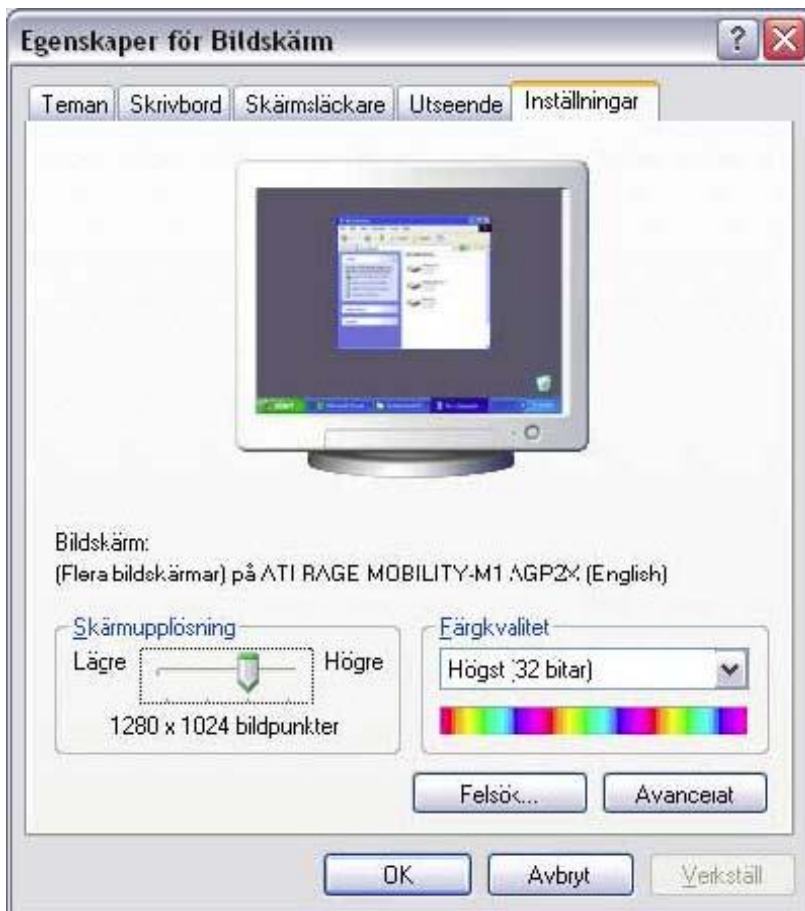 Egenskaper för Bildskärm
Teman Skrivbord Skärmsläckare Utseende Inställningar
Bildskärm:
(Flera bildskärmar) på ATI RAGE MOBILITY-M1 AGP2X (English)
Skärmupplösning
Lägre Högre
1280 x 1024 bildpunkter
Färgkvalitet
Högst (32 bitar)
Felsök... Avancerat
OK Avbryt Verkställ